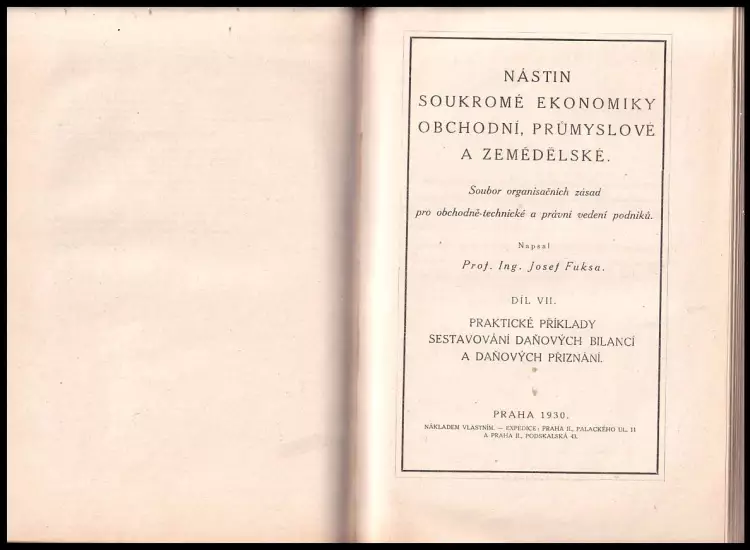 NÁSTIN
SOUKROMÉ EKONOMIKY
OBCHODNÍ, PRŮMYSLOVÉ
A ZEMĚDĚLSKÉ.
Soubor organisačních zásad
pro obchodně-technické a právní vedení podniků.
Napsal
Prof. Ing. Josef Fuksa.
DÍL VII.
PRAKTICKÉ PŘÍKLADY
SESTAVOVÁNÍ DAŇOVÝCH BILANCÍ
A DAŇOVÝCH PŘIZNÁNÍ.
PRAHA 1930.
NÁKLADEM VLASTNÍM. — EXPEDICE: PRAHA II., PALACKÉHO UL. 11
A PRAHA II., PODSKALSKÁ 43.